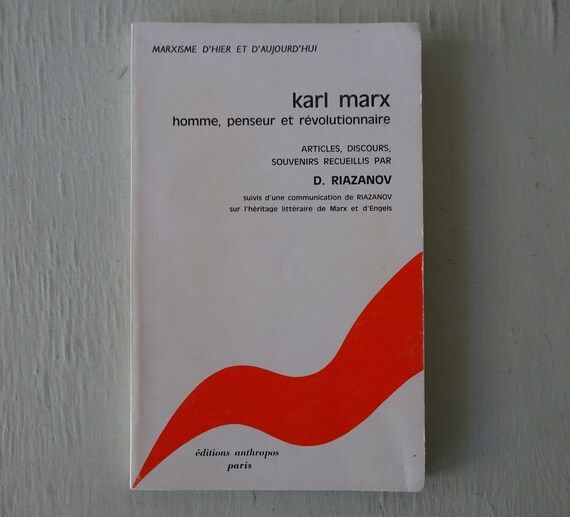 MARXISME D'HIER ET D'AUJOURD'HUI
karl marx
homme, penseur et révolutionnaire
ARTICLES, DISCOURS,
SOUVENIRS RECUEILLIS PAR
D. RIAZANOV
suivis d'une communication de RIAZANOV
sur l'héritage littéraire de Marx et d'Engels
éditions anthropos
paris